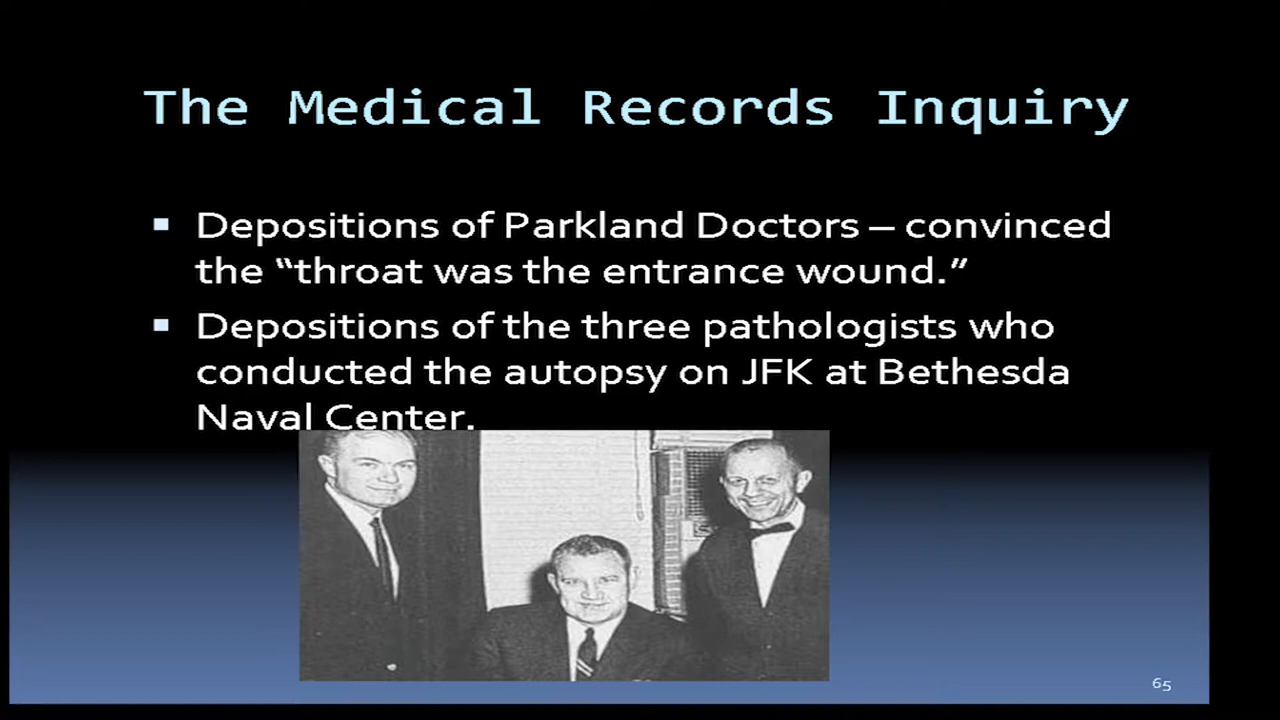 The Medical Records Inquiry
▪ Depositions of Parkland Doctors – convinced
the “throat was the entrance wound.”
▪ Depositions of the three pathologists who
conducted the autopsy on JFK at Bethesda
Naval Center.
65